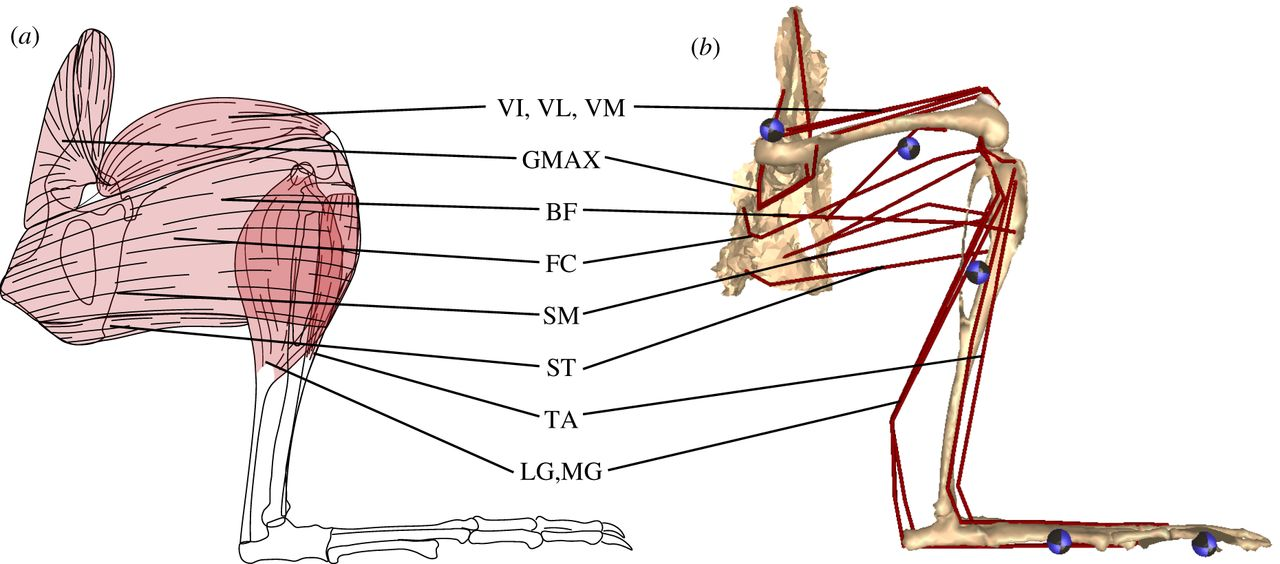 (a)
(b)
VI, VL, VM
GMAX
BF
FC
SM
ST
TA
LG,MG